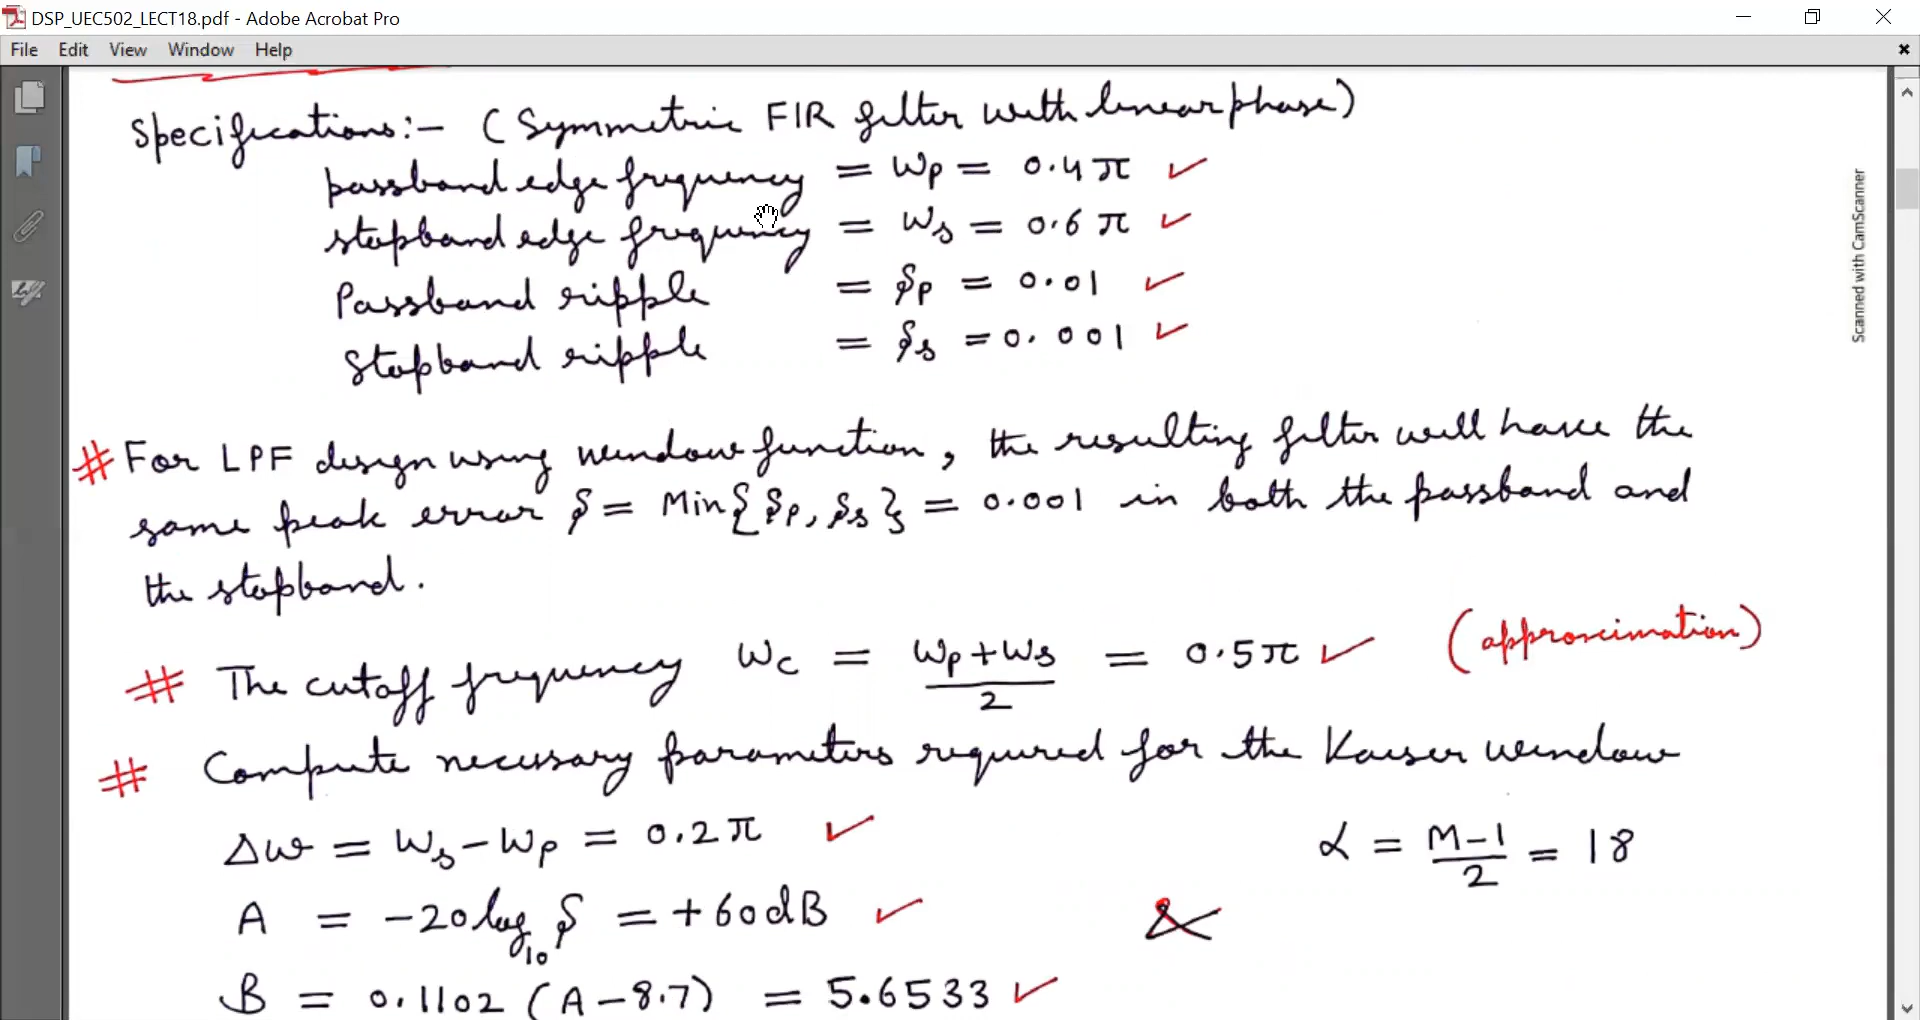 DSP_UEC502_LECT18.pdf - Adobe Acrobat Pro
File Edit View Window Help
Specifications:- (Symmetric FIR filter with linear phase)
passband edge frequency = ωp = 0.4π ✓
stopband edge frequency = ωs = 0.6π ✓
Passband ripple = δp = 0.01 ✓
Stopband ripple = δs = 0.001 ✓
Scanned with CamScanner
# For LPF design using window function, the resulting filter will have the
same peak error δ = Min{δp, δs} = 0.001 in both the passband and
the stopband.
# The cutoff frequency ωc = (ωp+ωs)/2 = 0.5π ✓ (approximation)
# Compute necessary parameters required for the Kaiser window
Δω = ωs-ωp = 0.2π ✓ α = (M-1)/2 = 18
A = -20log10 δ = +60dB ✓ &
β = 0.1102 (A-8.7) = 5.6533 ✓